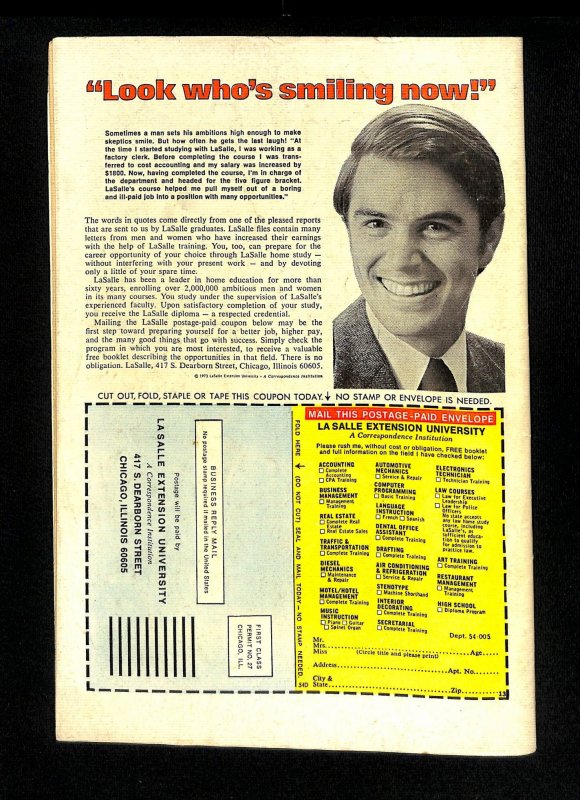 “Look who’s smiling now!”
Sometimes a man sets his ambitions high enough to make
skeptics smile. But how often he gets the last laugh! "At
the time I started studying with LaSalle, I was working as a
factory clerk. Before completing the course I was trans-
ferred to cost accounting and my salary was increased by
$1800. Now, having completed the course, I'm in charge of
the department and headed for the five figure bracket.
LaSalle's course helped me pull myself out of a boring
and ill-paid job into a position with many opportunities."
The words in quotes come directly from one of the pleased reports
that are sent to us by LaSalle graduates. LaSalle files contain many
letters from men and women who have increased their earnings
with the help of LaSalle training. You, too, can prepare for the
career opportunity of your choice through LaSalle home study —
without interfering with your present work — and by devoting
only a little of your spare time.
LaSalle has been a leader in home education for more than
sixty years, enrolling over 2,000,000 ambitious men and women
in its many courses. You study under the supervision of LaSalle's
experienced faculty. Upon satisfactory completion of your study,
you receive the LaSalle diploma — a respected credential.
Mailing the LaSalle postage-paid coupon below may be the
first step toward preparing yourself for a better job, higher pay,
and the many good things that go with success. Simply check the
program in which you are most interested, to receive a valuable
free booklet describing the opportunities in that field. There is no
obligation. LaSalle, 417 S. Dearborn Street, Chicago, Illinois 60605.
© 1973 LaSalle Extension University • A Correspondence Institution
CUT OUT, FOLD, STAPLE OR TAPE THIS COUPON TODAY. ↓ NO STAMP OR ENVELOPE IS NEEDED.
BUSINESS REPLY MAIL
No postage stamp required if mailed in the United States
Postage will be paid by
LA SALLE EXTENSION UNIVERSITY
A Correspondence Institution
417 S. DEARBORN STREET
CHICAGO, ILLINOIS 60605
FIRST CLASS
PERMIT NO. 27
CHICAGO, ILL.
FOLD HERE → (DO NOT CUT) SEAL AND MAIL TODAY—NO STAMP NEEDED.
54D
MAIL THIS POSTAGE-PAID ENVELOPE
LA SALLE EXTENSION UNIVERSITY
A Correspondence Institution
Please rush me, without cost or obligation, FREE booklet
and full information on the field I have checked below:
ACCOUNTING
☐ Complete
Accounting
☐ CPA Training
BUSINESS
MANAGEMENT
☐ Management
Training
REAL ESTATE
☐ Complete Real
Estate
☐ Real Estate Sales
TRAFFIC &
TRANSPORTATION
☐ Complete Training
DIESEL
MECHANICS
☐ Maintenance
& Repair
MOTEL/HOTEL
MANAGEMENT
☐ Complete Training
MUSIC
INSTRUCTION
☐ Piano ☐ Guitar
☐ Spinet Organ
AUTOMOTIVE
MECHANICS
☐ Service & Repair
COMPUTER
PROGRAMMING
☐ Basic Training
LANGUAGE
INSTRUCTION
☐ French ☐ Spanish
DENTAL OFFICE
ASSISTANT
☐ Complete Training
DRAFTING
☐ Complete Training
AIR CONDITIONING
& REFRIGERATION
☐ Service & Repair
STENOTYPE
☐ Machine Shorthand
INTERIOR
DECORATING
☐ Complete Training
SECRETARIAL
☐ Complete Training
ELECTRONICS
TECHNICIAN
☐ Technician Training
LAW COURSES
☐ Law for Executive
Leadership
☐ Law for Police
Officers
No state accepts
any law home study
course, including
LaSalle's, as
sufficient educa-
tion to qualify
for admission to
practice law.
ART TRAINING
☐ Complete Training
RESTAURANT
MANAGEMENT
☐ Management
Training
HIGH SCHOOL
☐ Diploma Program
Dept. 54-005
Mr.
Mrs.
Miss (Circle title and please print) Age
Address Apt. No.
City &
State Zip